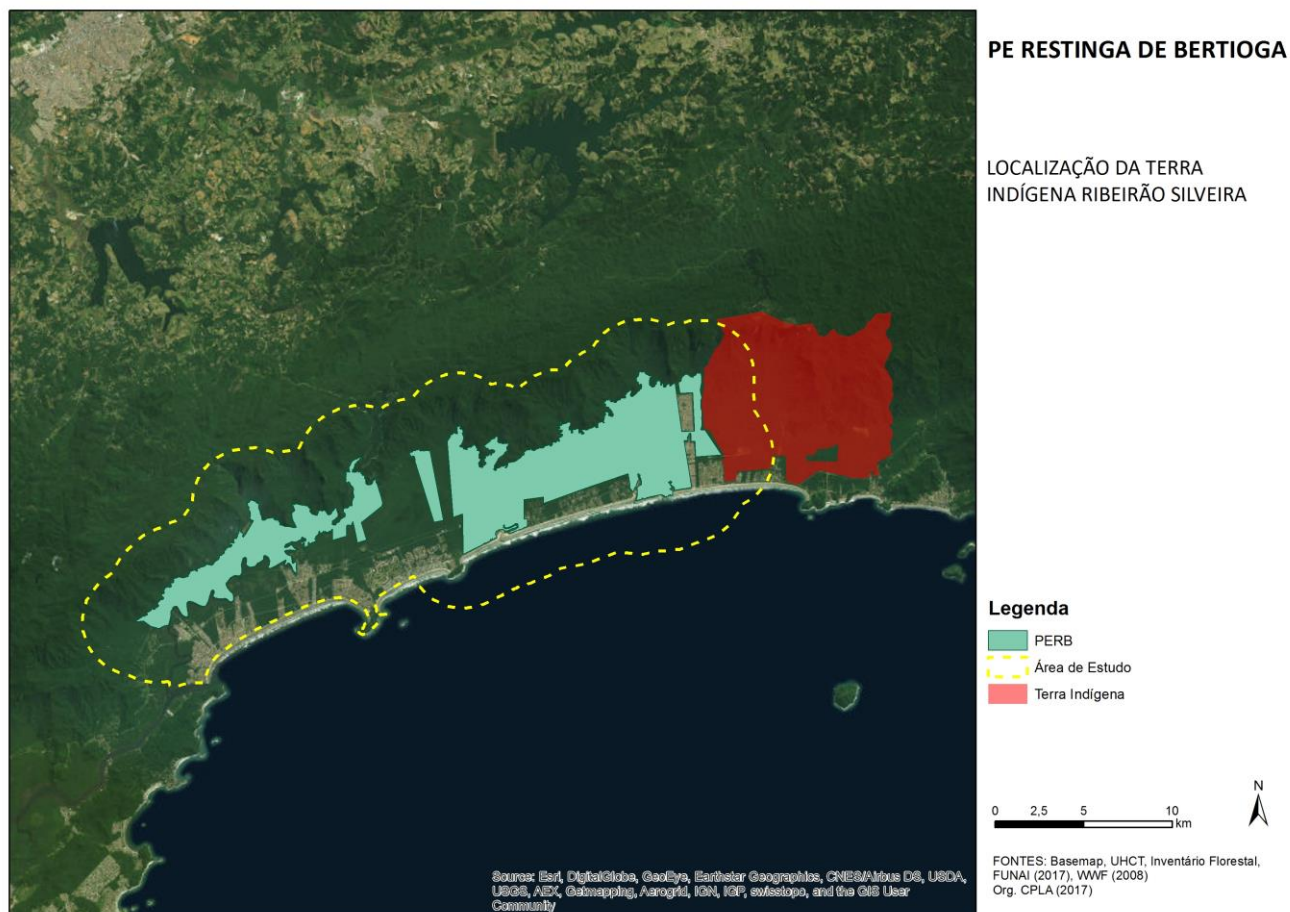 PE RESTINGA DE BERTIOGA
LOCALIZAÇÃO DA TERRA
INDÍGENA RIBEIRÃO SILVEIRA
Legenda
PERB
Área de Estudo
Terra Indígena
N
0 2,5 5 10
km
FONTES: Basemap, UHCT, Inventário Florestal,
FUNAI (2017), WWF (2008)
Org. CPLA (2017)
Source: Esri, DigitalGlobe, GeoEye, Earthstar Geographics, CNES/Airbus DS, USDA,
USGS, AEX, Getmapping, Aerogrid, IGN, IGP, swisstopo, and the GIS User
Community